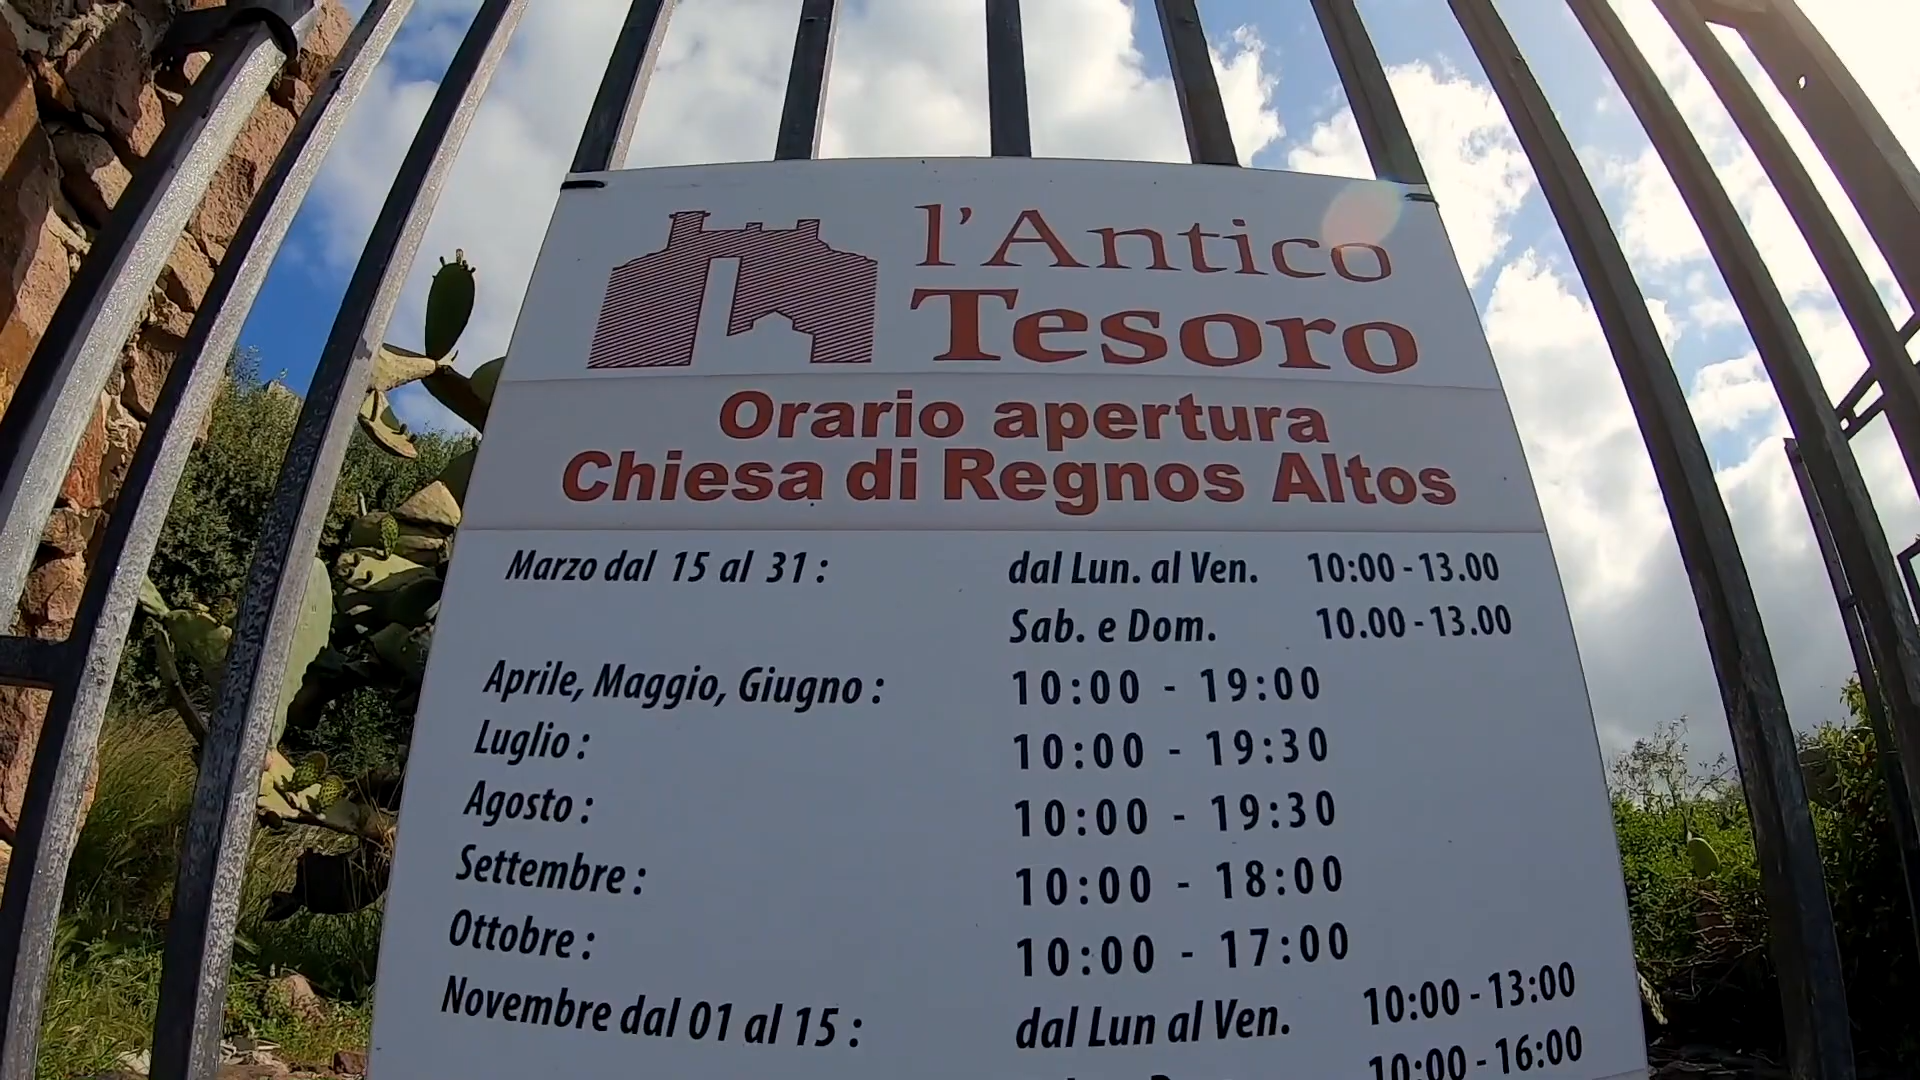 l'Antico
Tesoro
Orario apertura
Chiesa di Regnos Altos
Marzo dal 15 al 31 : dal Lun. al Ven. 10:00 - 13.00
Sab. e Dom. 10.00 - 13.00
Aprile, Maggio, Giugno : 10:00 - 19:00
Luglio : 10:00 - 19:30
Agosto : 10:00 - 19:30
Settembre : 10:00 - 18:00
Ottobre : 10:00 - 17:00
Novembre dal 01 al 15 : dal Lun al Ven. 10:00 - 13:00
10:00 - 16:00